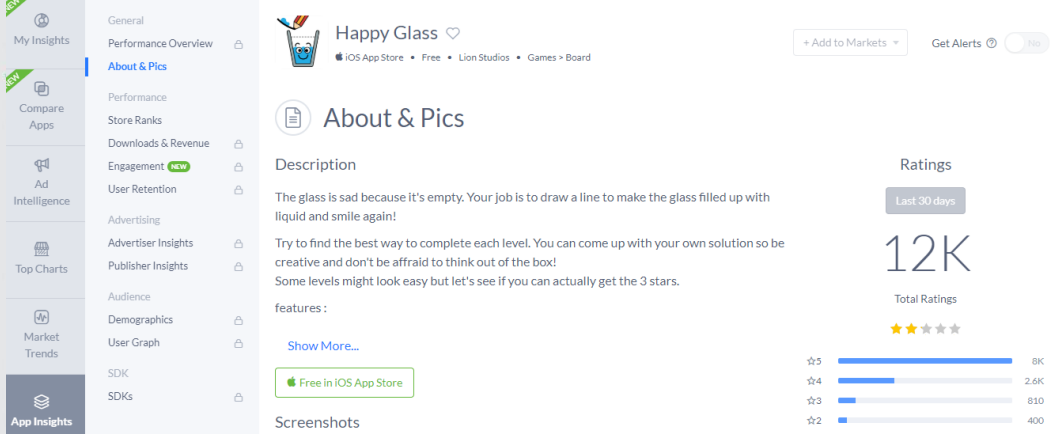 NEW
My Insights
NEW
Compare
Apps
Ad
Intelligence
Top Charts
Market
Trends
App Insights
General
Performance Overview
About & Pics
Performance
Store Ranks
Downloads & Revenue
Engagement NEW
User Retention
Advertising
Advertiser Insights
Publisher Insights
Audience
Demographics
User Graph
SDK
SDKs
Happy Glass
iOS App Store • Free • Lion Studios • Games > Board
+ Add to Markets
Get Alerts
No
About & Pics
Description
The glass is sad because it's empty. Your job is to draw a line to make the glass filled up with
liquid and smile again!
Try to find the best way to complete each level. You can come up with your own solution so be
creative and don't be affraid to think out of the box!
Some levels might look easy but let's see if you can actually get the 3 stars.
features :
Show More...
Free in iOS App Store
Screenshots
Ratings
Last 30 days
12K
Total Ratings
☆5 8K
☆4 2.6K
☆3 810
☆2 400